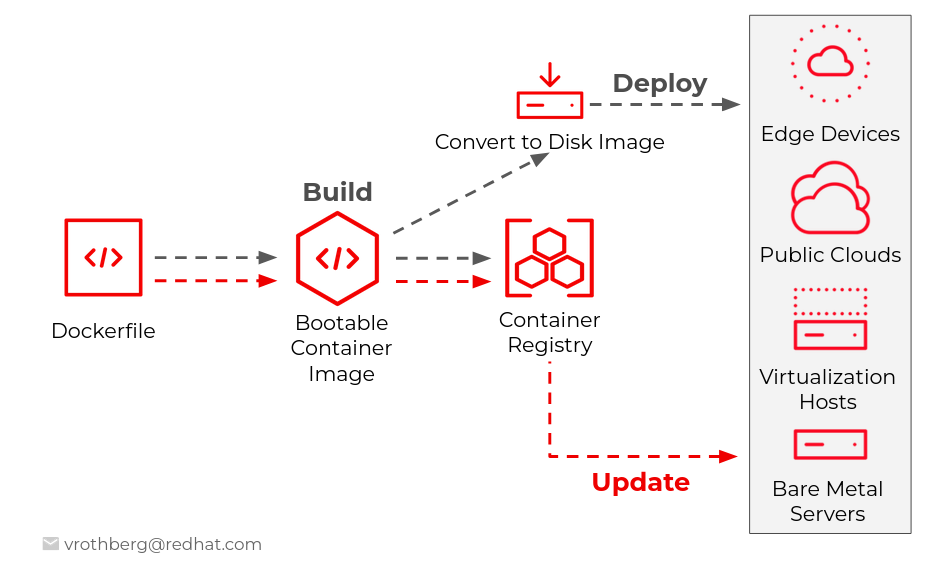 Deploy
Edge Devices
Convert to Disk Image
Build
</>
</>
Public Clouds
Dockerfile
Bootable
Container
Image
Container
Registry
Virtualization
Hosts
Update
Bare Metal
Servers
vrothberg@redhat.com